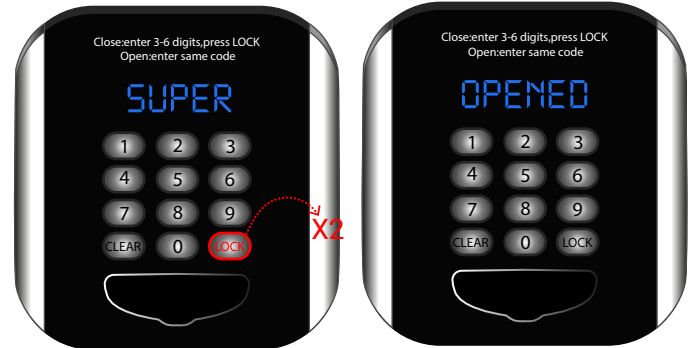 Close:enter 3-6 digits,press LOCK
Open:enter same code
SUPER
1 2 3
4 5 6
7 8 9
CLEAR 0 LOCK
X2
Close:enter 3-6 digits,press LOCK
Open:enter same code
OPENED
1 2 3
4 5 6
7 8 9
CLEAR 0 LOCK